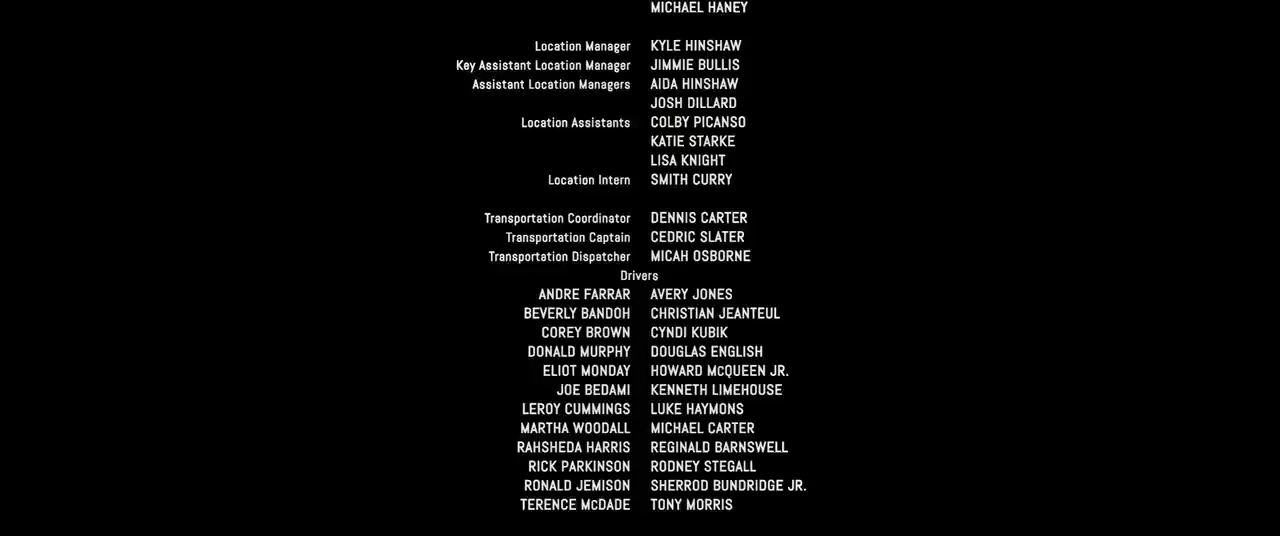 MICHAEL HANEY
Location Manager KYLE HINSHAW
Key Assistant Location Manager JIMMIE BULLIS
Assistant Location Managers AIDA HINSHAW
JOSH DILLARD
Location Assistants COLBY PICANSO
KATIE STARKE
LISA KNIGHT
Location Intern SMITH CURRY
Transportation Coordinator DENNIS CARTER
Transportation Captain CEDRIC SLATER
Transportation Dispatcher MICAH OSBORNE
Drivers
ANDRE FARRAR AVERY JONES
BEVERLY BANDOH CHRISTIAN JEANTEUL
COREY BROWN CYNDI KUBIK
DONALD MURPHY DOUGLAS ENGLISH
ELIOT MONDAY HOWARD McQUEEN JR.
JOE BEDAMI KENNETH LIMEHOUSE
LEROY CUMMINGS LUKE HAYMONS
MARTHA WOODALL MICHAEL CARTER
RAHSHEDA HARRIS REGINALD BARNSWELL
RICK PARKINSON RODNEY STEGALL
RONALD JEMISON SHERROD BUNDRIDGE JR.
TERENCE McDADE TONY MORRIS